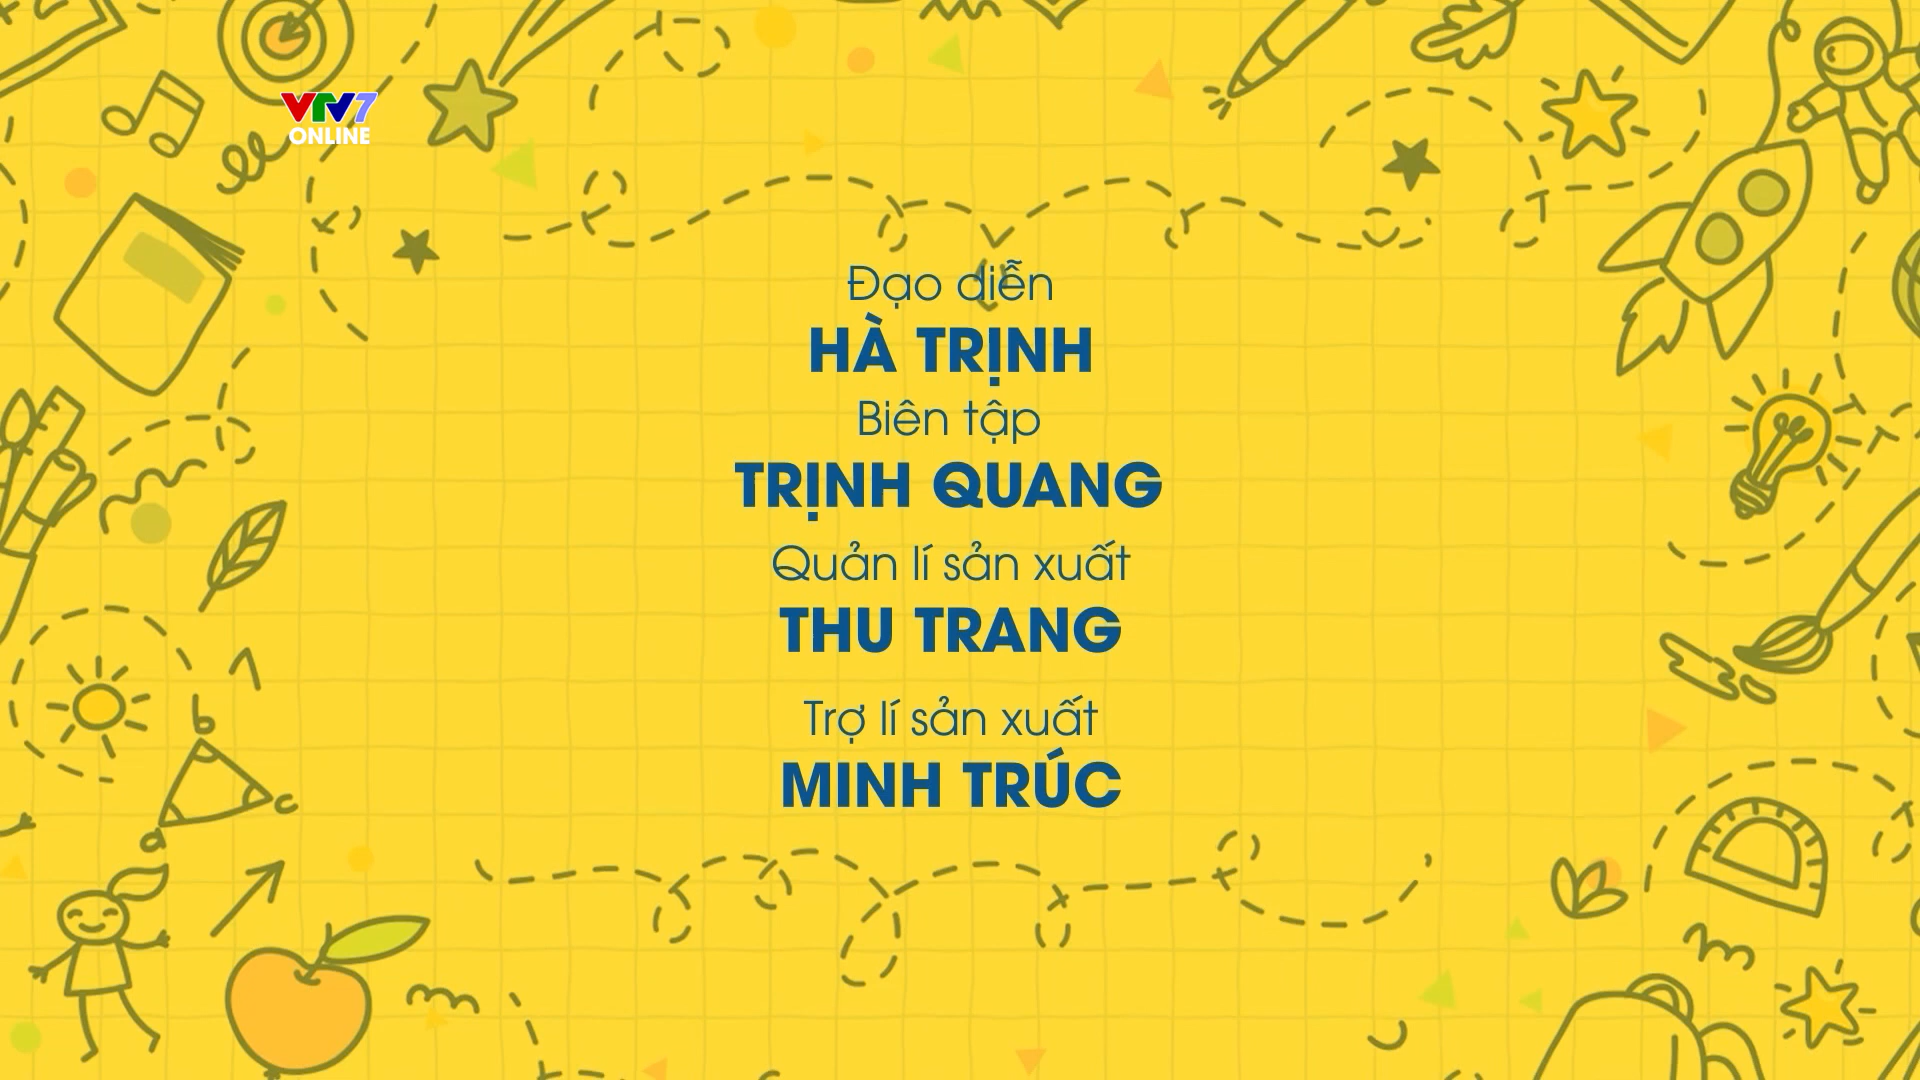 VTV7
ONLINE
Đạo diễn
HÀ TRỊNH
Biên tập
TRỊNH QUANG
Quản lí sản xuất
THU TRANG
Trợ lí sản xuất
MINH TRÚC
b
c
a